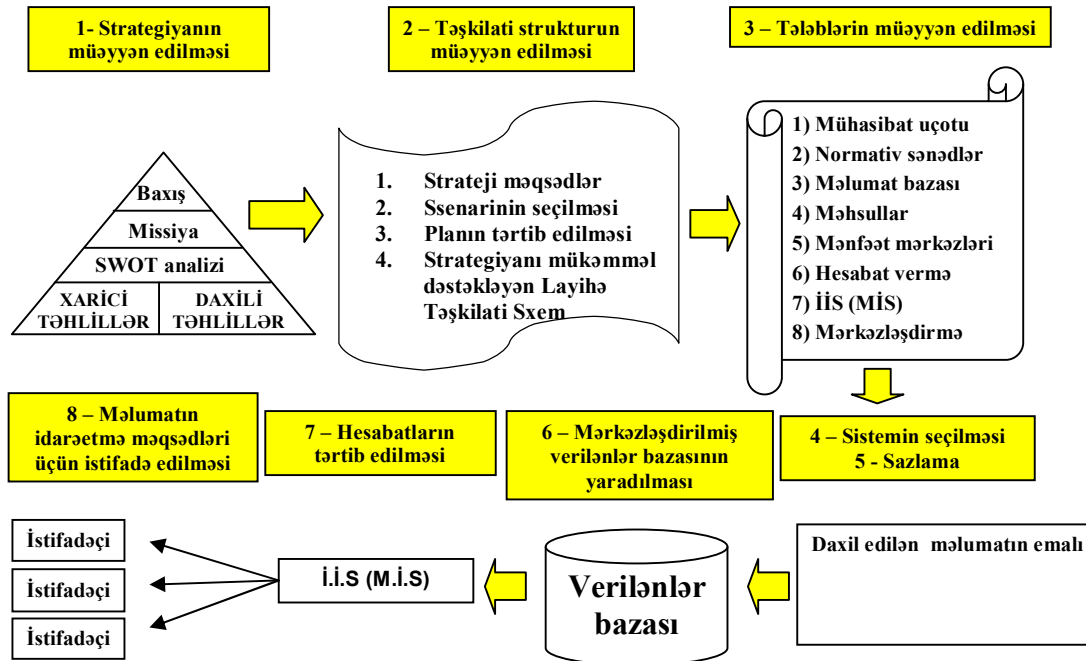 1- Strategiyanın
müəyyən edilməsi
2 – Təşkilati strukturun
müəyyən edilməsi
3 – Tələblərin müəyyən edilməsi
Baxış
Missiya
SWOT analizi
XARİCİ
TƏHLİLLƏR
DAXİLİ
TƏHLİLLƏR
1. Strateji məqsədlər
2. Ssenarinin seçilməsi
3. Planın tərtib edilməsi
4. Strategiyanı mükəmməl
dəstəkləyən Layihə
Təşkilati Sxem
1) Mühasibat uçotu
2) Normativ sənədlər
3) Məlumat bazası
4) Məhsullar
5) Mənfəət mərkəzləri
6) Hesabat vermə
7) İİS (MİS)
8) Mərkəzləşdirmə
8 – Məlumatın
idarəetmə məqsədləri
üçün istifadə edilməsi
7 – Hesabatların
tərtib edilməsi
6 – Mərkəzləşdirilmiş
verilənlər bazasının
yaradılması
4 – Sistemin seçilməsi
5 - Sazlama
İstifadəçi
İstifadəçi
İstifadəçi
İ.İ.S (M.İ.S)
Verilənlər
bazası
Daxil edilən məlumatın emalı